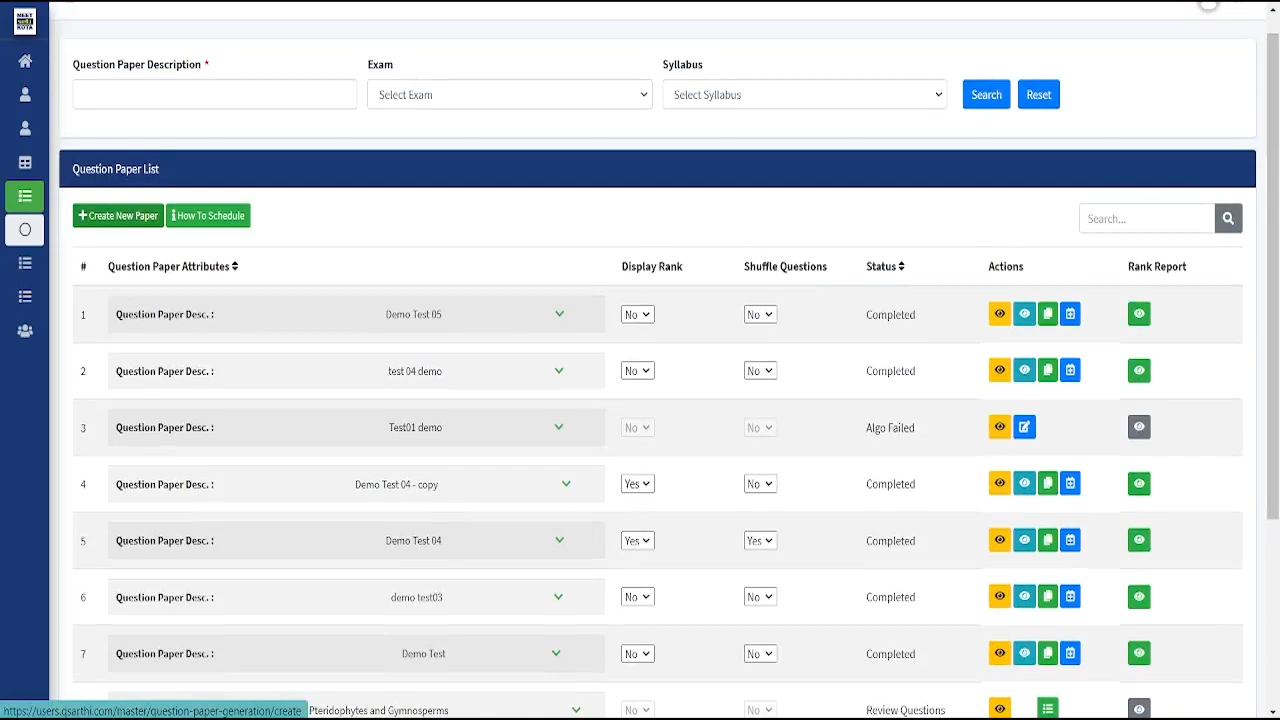 NEET
KOTA
Question Paper Description *
Exam
Syllabus
Select Exam
Select Syllabus
Search
Reset
Question Paper List
Create New Paper
How To Schedule
Search...
# Question Paper Attributes Display Rank Shuffle Questions Status Actions Rank Report
1 Question Paper Desc. : Demo Test 05 No No Completed
2 Question Paper Desc. : test 04 demo No No Completed
3 Question Paper Desc. : Test01 demo No No Algo Failed
4 Question Paper Desc. : Demo Test 04 - copy Yes No Completed
5 Question Paper Desc. : Demo Test 04 Yes Yes Completed
6 Question Paper Desc. : demo test03 No No Completed
7 Question Paper Desc. : Demo Test No No Completed
Pteridophytes and Gymnosperms No No Review Questions
https://users.qsarthi.com/master/question-paper-generation/create